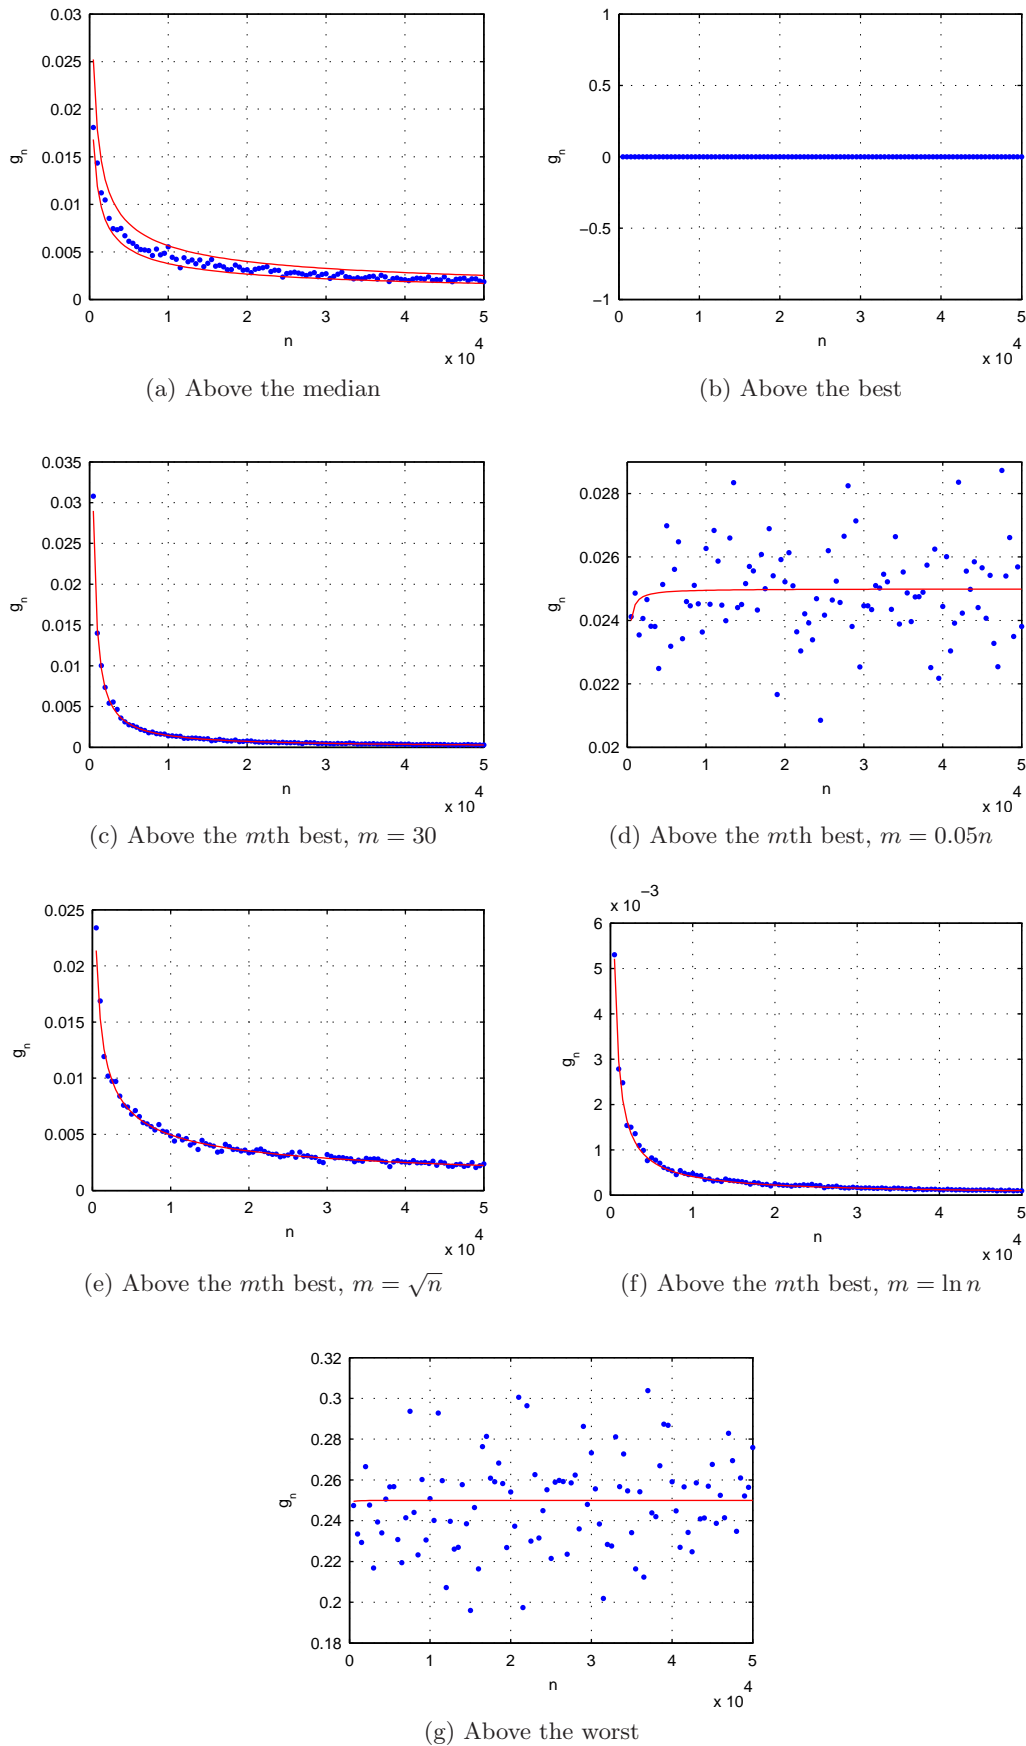 0.03
0.025
0.02
0.015
0.01
0.005
0
g_n
0 1 2 3 4 5
n
x 10^4
(a) Above the median
1
0.5
0
−0.5
−1
g_n
0 1 2 3 4 5
n
x 10^4
(b) Above the best
0.035
0.03
0.025
0.02
0.015
0.01
0.005
0
g_n
0 1 2 3 4 5
n
x 10^4
(c) Above the mth best, m = 30
0.028
0.026
0.024
0.022
0.02
g_n
0 1 2 3 4 5
n
x 10^4
(d) Above the mth best, m = 0.05n
0.025
0.02
0.015
0.01
0.005
0
g_n
0 1 2 3 4 5
n
x 10^4
(e) Above the mth best, m = √n
x 10^−3
6
5
4
3
2
1
0
g_n
0 1 2 3 4 5
n
x 10^4
(f) Above the mth best, m = ln n
0.32
0.3
0.28
0.26
0.24
0.22
0.2
0.18
g_n
0 1 2 3 4 5
n
x 10^4
(g) Above the worst